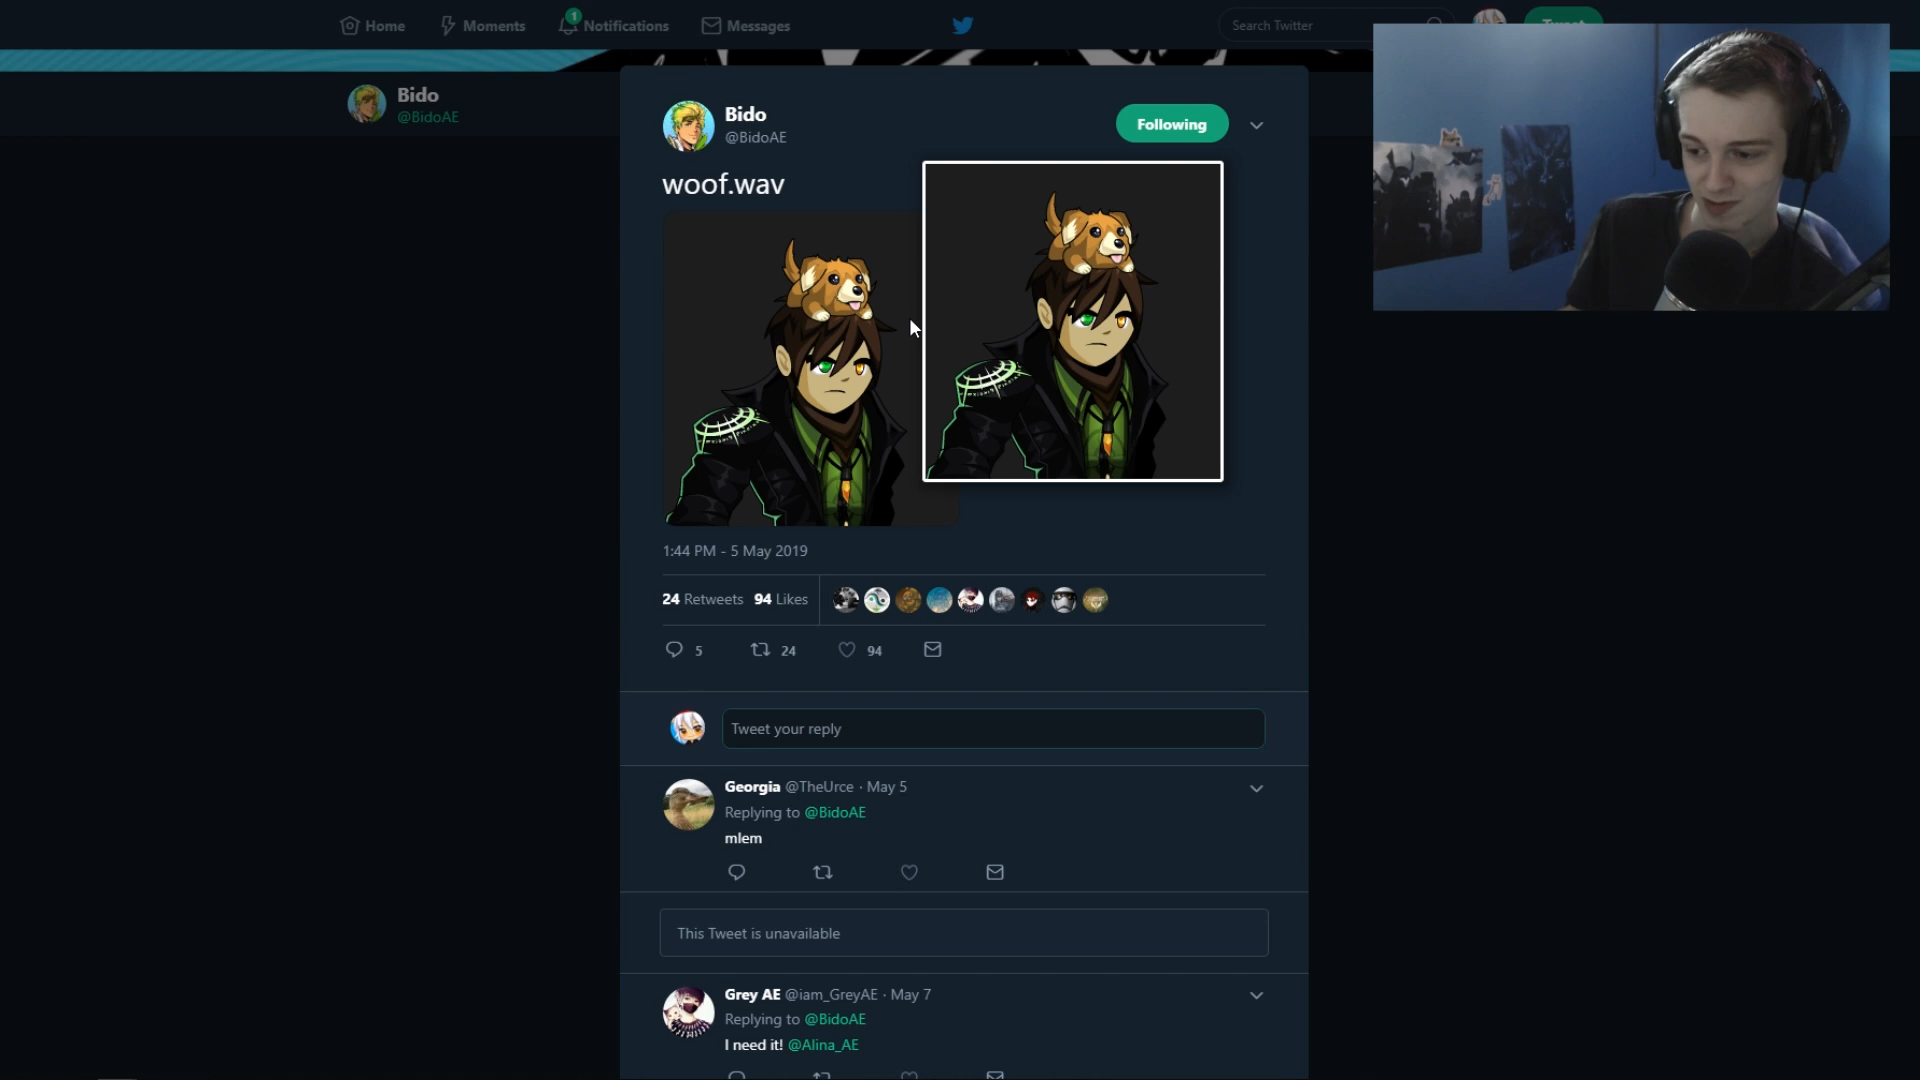 Home
Moments
1
Notifications
Messages
Search Twitter
Tweet
Bido
@BidoAE
Bido
@BidoAE
Following
woof.wav
1:44 PM - 5 May 2019
24 Retweets 94 Likes
5 24 94
Tweet your reply
Georgia @TheUrce · May 5
Replying to @BidoAE
mlem
This Tweet is unavailable
Grey AE @iam_GreyAE · May 7
Replying to @BidoAE
I need it! @Alina_AE